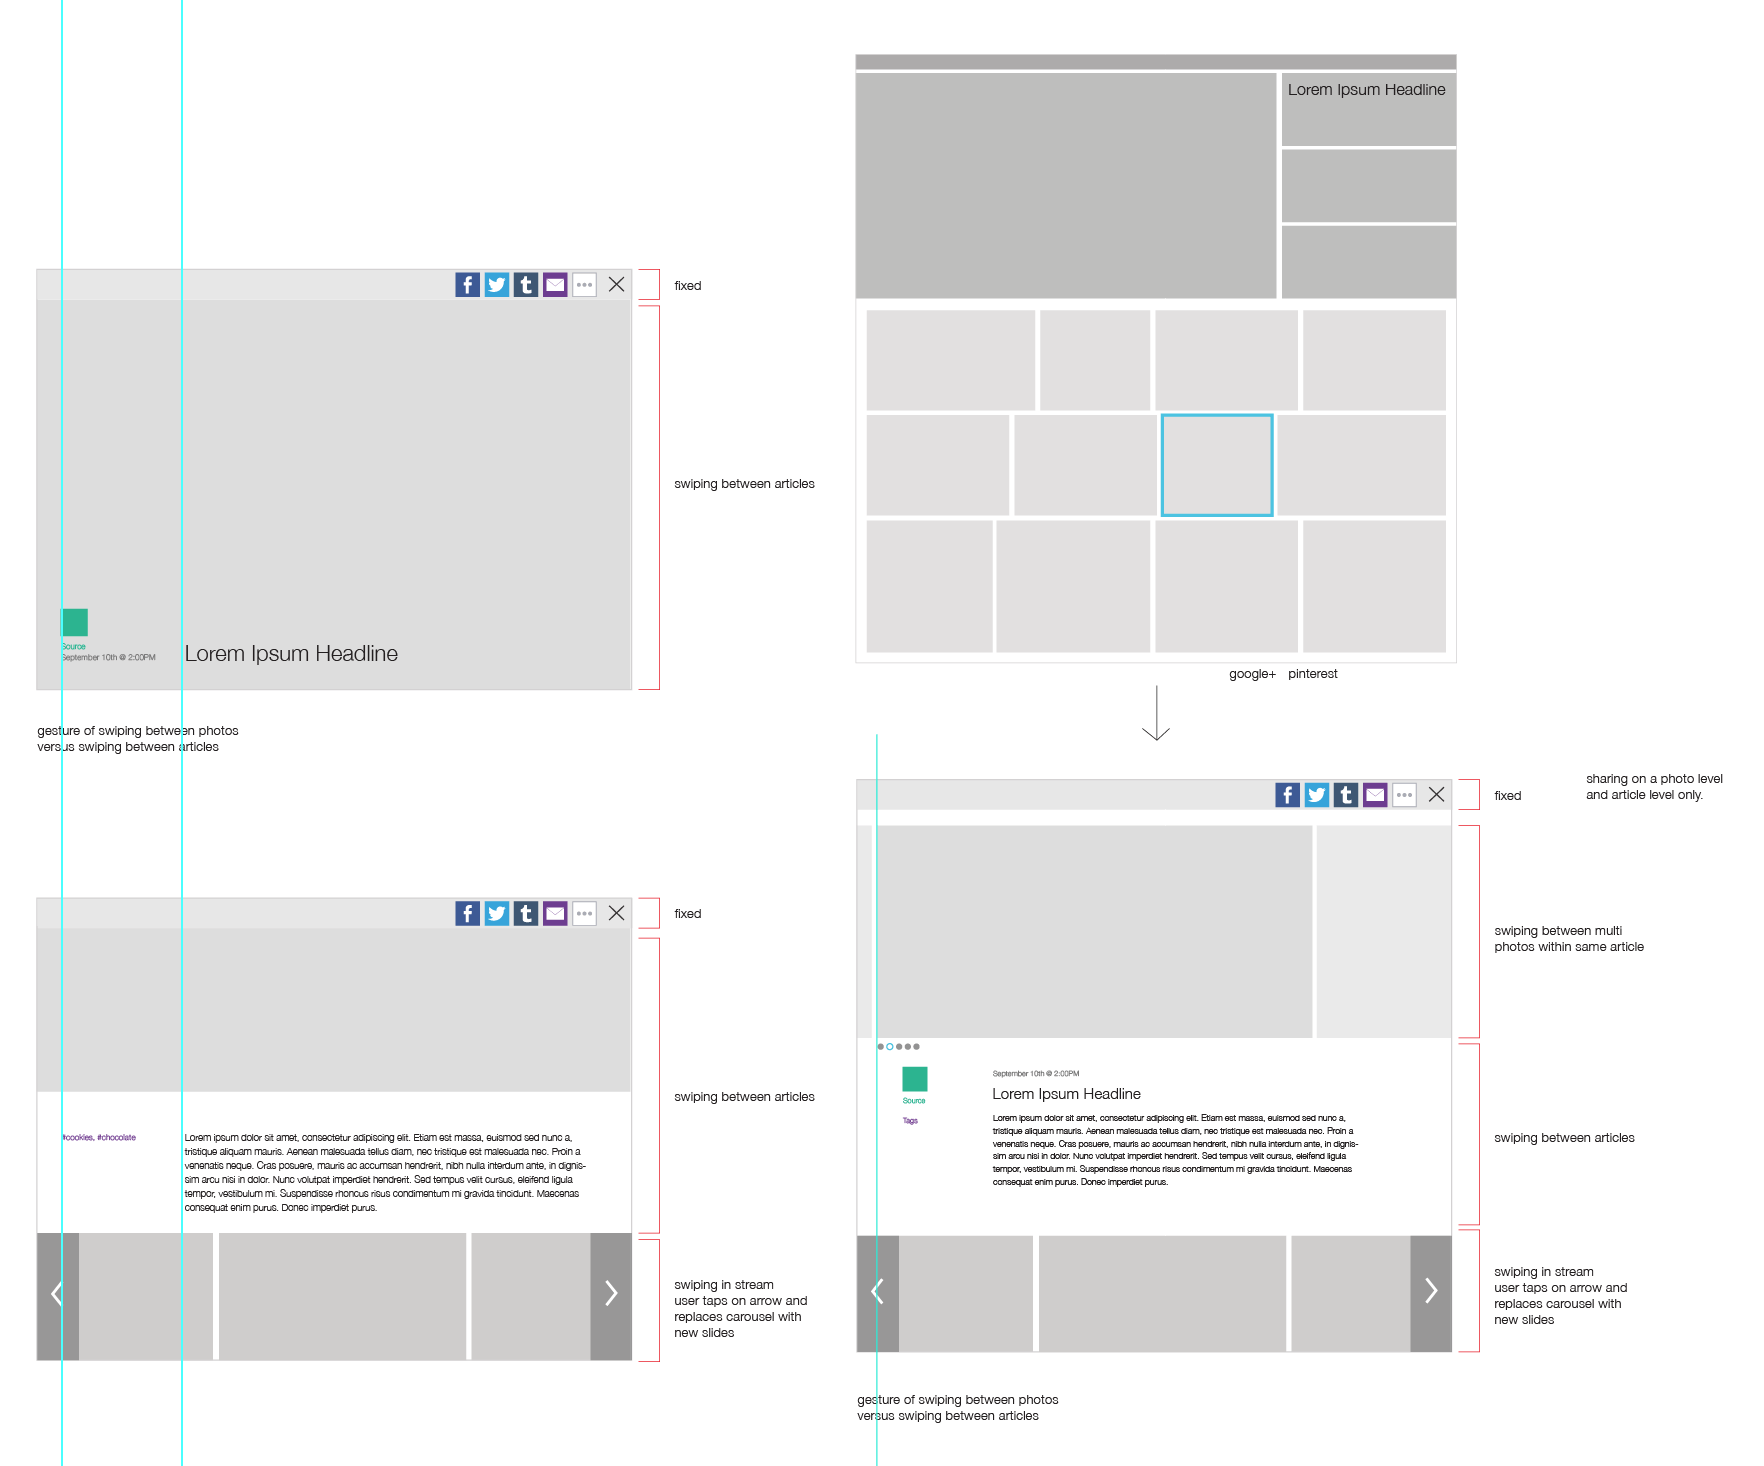 Lorem Ipsum Headline
fixed
swiping between articles
Source
September 10th @ 2:00PM
Lorem Ipsum Headline
gesture of swiping between photos
versus swiping between articles
google+ pinterest
fixed
swiping between articles
#cookies, #chocolate
Lorem ipsum dolor sit amet, consectetur adipiscing elit. Etiam est massa, euismod sed nunc a,
tristique aliquam mauris. Aenean malesuada tellus diam, nec tristique est malesuada nec. Proin a
venenatis neque. Cras posuere, mauris ac accumsan hendrerit, nibh nulla interdum ante, in dignis-
sim arcu nisi in dolor. Nunc volutpat imperdiet hendrerit. Sed tempus velit cursus, eleifend ligula
tempor, vestibulum mi. Suspendisse rhoncus risus condimentum mi gravida tincidunt. Maecenas
consequat enim purus. Donec imperdiet purus.
swiping in stream
user taps on arrow and
replaces carousel with
new slides
fixed
sharing on a photo level
and article level only.
swiping between multi
photos within same article
Source
Tags
September 10th @ 2:00PM
Lorem Ipsum Headline
Lorem ipsum dolor sit amet, consectetur adipiscing elit. Etiam est massa, euismod sed nunc a,
tristique aliquam mauris. Aenean malesuada tellus diam, nec tristique est malesuada nec. Proin a
venenatis neque. Cras posuere, mauris ac accumsan hendrerit, nibh nulla interdum ante, in dignis-
sim arcu nisi in dolor. Nunc volutpat imperdiet hendrerit. Sed tempus velit cursus, eleifend ligula
tempor, vestibulum mi. Suspendisse rhoncus risus condimentum mi gravida tincidunt. Maecenas
consequat enim purus. Donec imperdiet purus.
swiping between articles
swiping in stream
user taps on arrow and
replaces carousel with
new slides
gesture of swiping between photos
versus swiping between articles